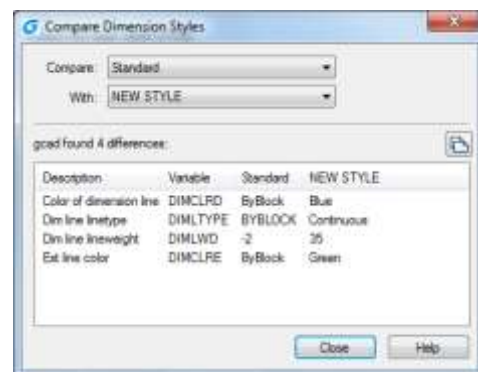 Compare Dimension Styles
Compare: Standard
With: NEW STYLE
gcad found 4 differences:
Description Variable Standard NEW STYLE
Color of dimension line DIMCLRD ByBlock Blue
Dim line linetype DIMLTYPE BYBLOCK Continuous
Dim line lineweight DIMLWD -2 35
Ext line color DIMCLRE ByBlock Green
Close Help